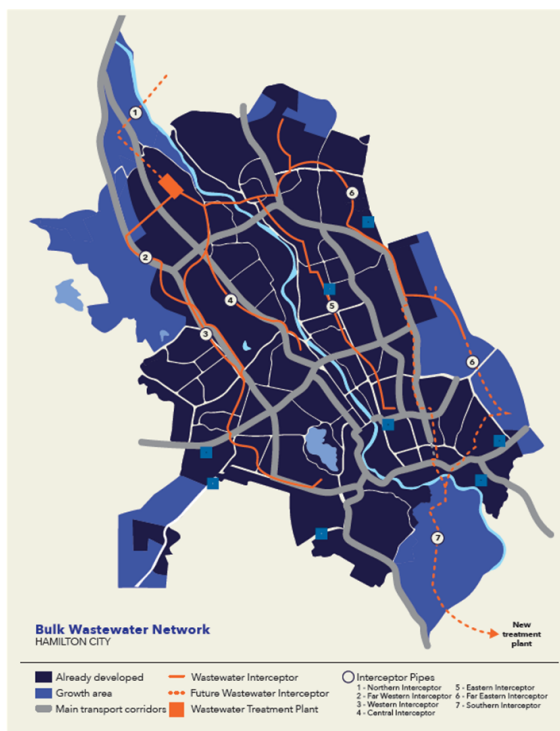 1
6
2
4
5
3
6
7
New
treatment
plant
Bulk Wastewater Network
HAMILTON CITY
Already developed
Growth area
Main transport corridors
Wastewater Interceptor
Future Wastewater Interceptor
Wastewater Treatment Plant
Interceptor Pipes
1 - Northern Interceptor
2 - Far Western Interceptor
3 - Western Interceptor
4 - Central Interceptor
5 - Eastern Interceptor
6 - Far Eastern Interceptor
7 - Southern Interceptor